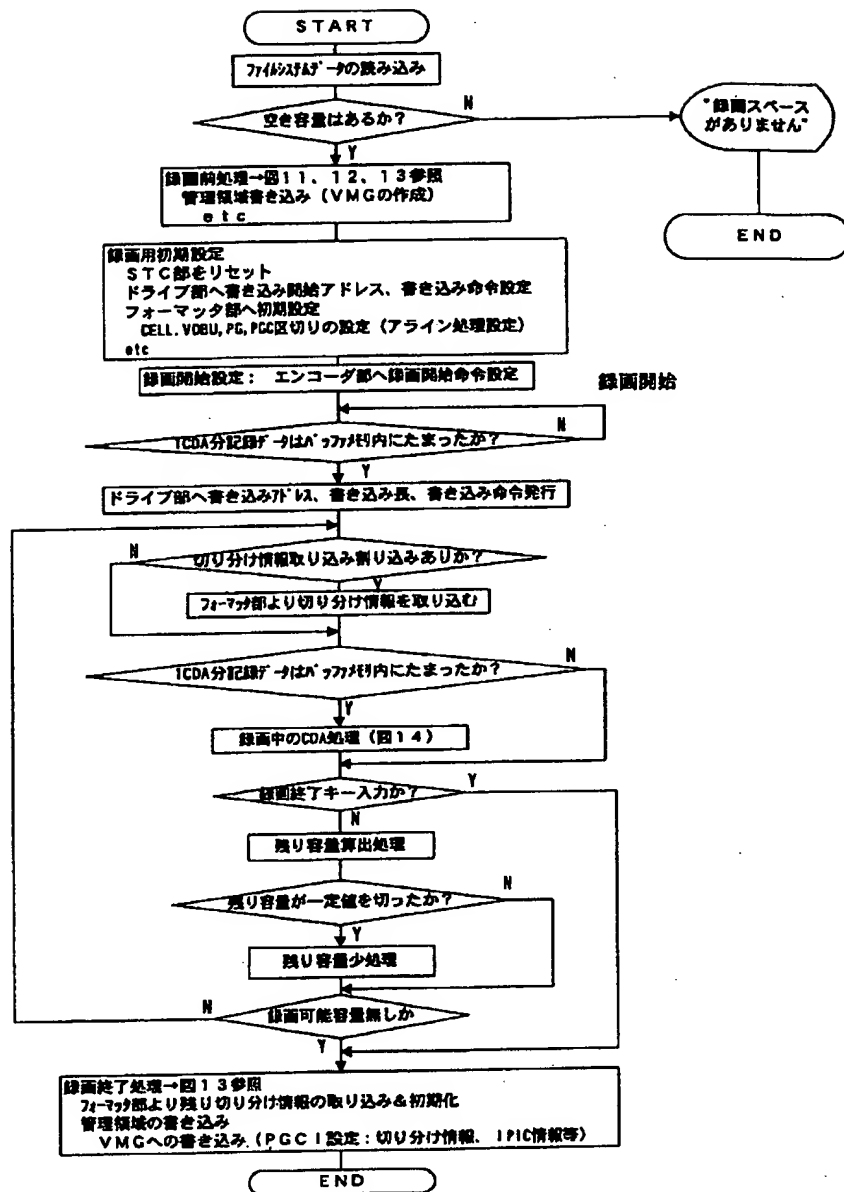 START
ファイルシステムデータの読み込み
空き容量はあるか?
N
Y
"録画スペース
がありません"
END
録画前処理→図11、12、13参照
管理領域書き込み(VMGの作成)
etc
録画用初期設定
STC部をリセット
ドライブ部へ書き込み開始アドレス、書き込み命令設定
フォーマッタ部へ初期設定
CELL.VOBU,PG,PGC区切りの設定(アライン処理設定)
etc
録画開始設定: エンコーダ部へ録画開始命令設定
録画開始
1CDA分記録データはバッファメモリ内にたまったか?
N
Y
ドライブ部へ書き込みアドレス、書き込み長、書き込み命令発行
N
切り分け情報取り込み割り込みありか?
Y
フォーマッタ部より切り分け情報を取り込む
1CDA分記録データはバッファメモリ内にたまったか?
N
Y
録画中のCDA処理(図14)
録画終了キー入力か?
Y
N
残り容量算出処理
残り容量が一定値を切ったか?
N
Y
残り容量少処理
N
録画可能容量無しか
Y
録画終了処理→図13参照
フォーマッタ部より残り切り分け情報の取り込み&初期化
管理領域の書き込み
VMGへの書き込み.(PGCI設定:切り分け情報、IPIC情報等)
END